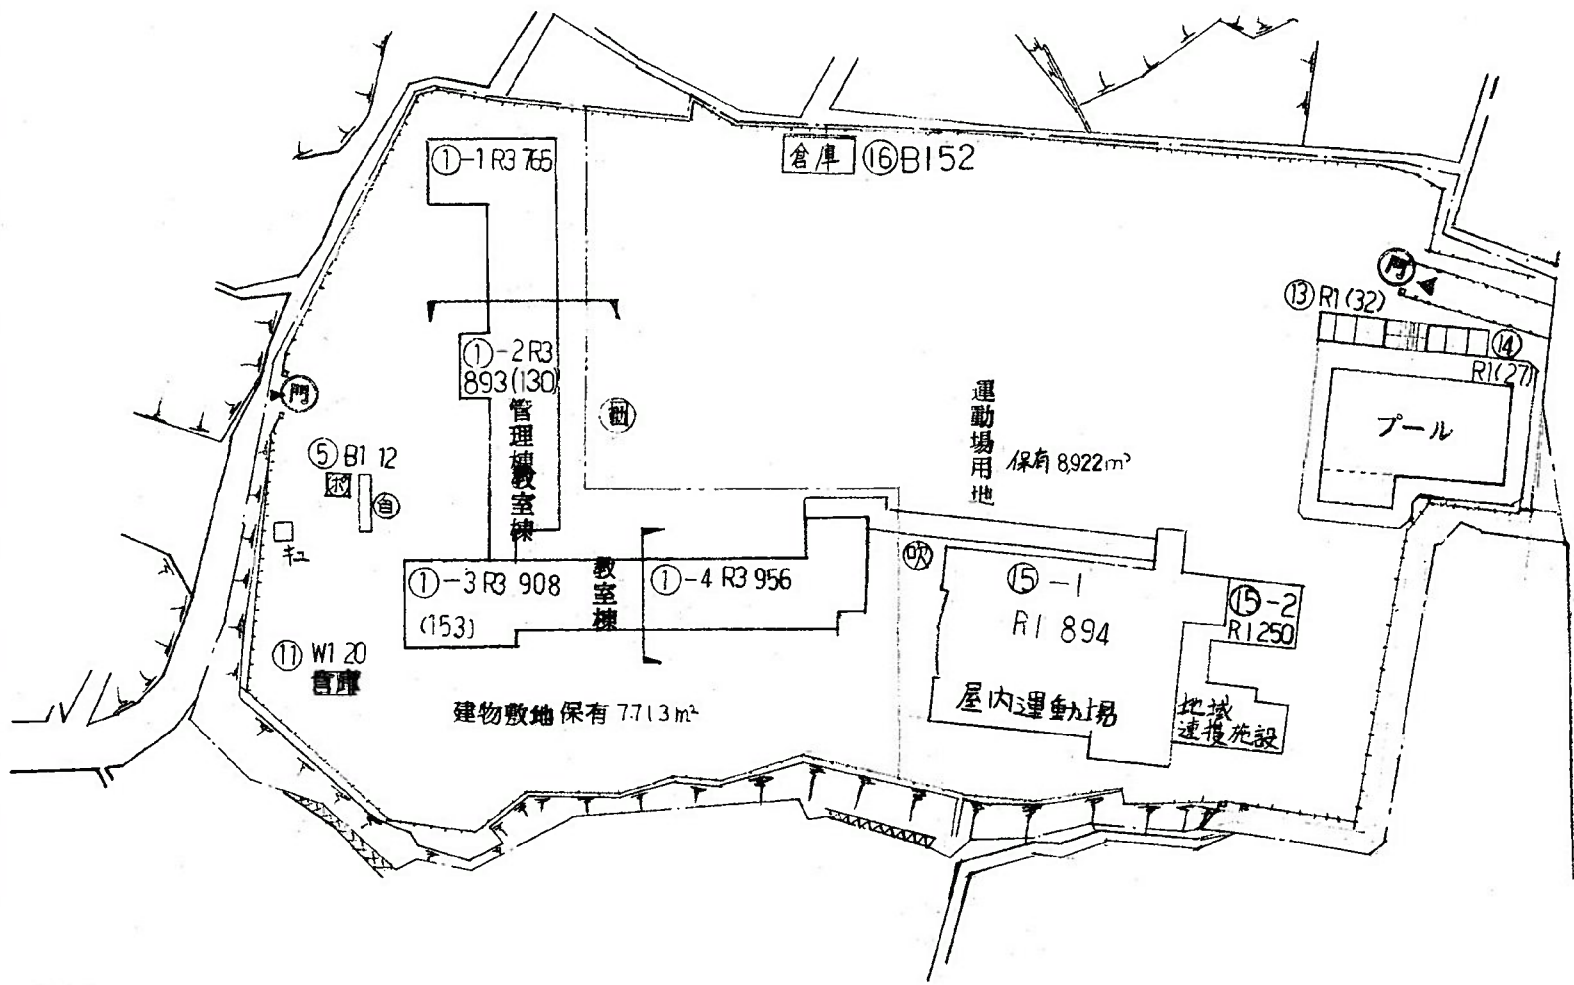 ①-1 R3 765
倉庫 ⑯B152
門
⑬R1(32)
⑭
R1(27)
プール
①-2 R3
893(130)
管理棟
教室棟
運動場用地
保有 8,922m²
門
⑤ B1 12
自
キュ
①-3 R3 908
(153)
教室棟
①-4 R3 956
吹
⑮-1
R1 894
屋内運動場
⑮-2
R1250
地域
連携施設
⑪ W1 20
倉庫
建物敷地 保有 7,713m²